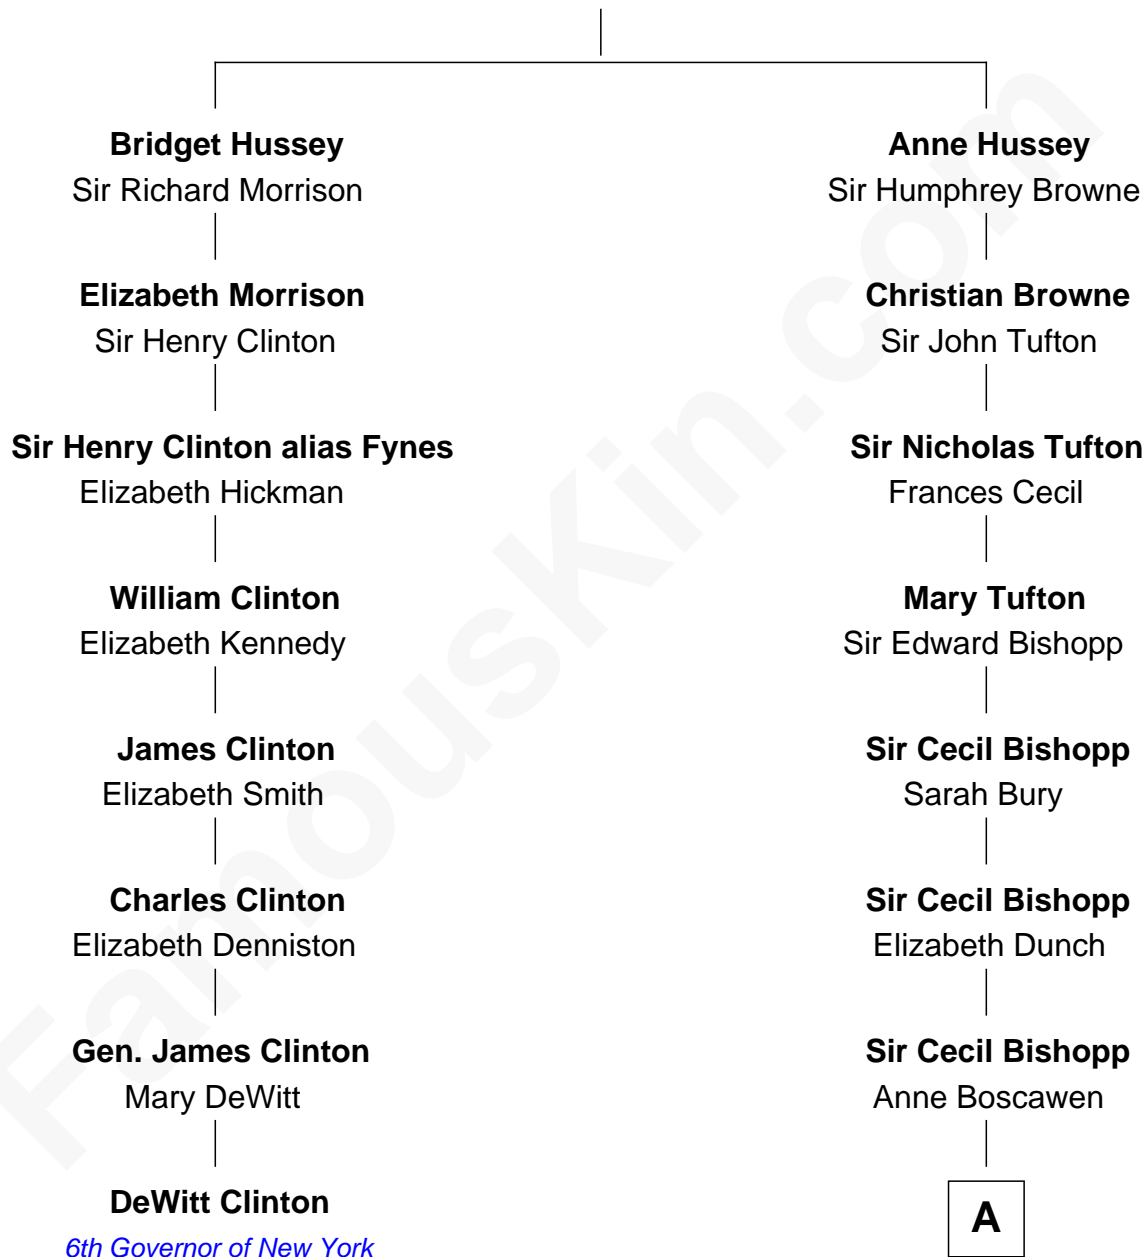 Bridget Hussey
Sir Richard Morrison
Elizabeth Morrison
Sir Henry Clinton
Sir Henry Clinton alias Fynes
Elizabeth Hickman
William Clinton
Elizabeth Kennedy
James Clinton
Elizabeth Smith
Charles Clinton
Elizabeth Denniston
Gen. James Clinton
Mary DeWitt
DeWitt Clinton
6th Governor of New York
Anne Hussey
Sir Humphrey Browne
Christian Browne
Sir John Tufton
Sir Nicholas Tufton
Frances Cecil
Mary Tufton
Sir Edward Bishopp
Sir Cecil Bishopp
Sarah Bury
Sir Cecil Bishopp
Elizabeth Dunch
Sir Cecil Bishopp
Anne Boscawen
A
FamousKin.com